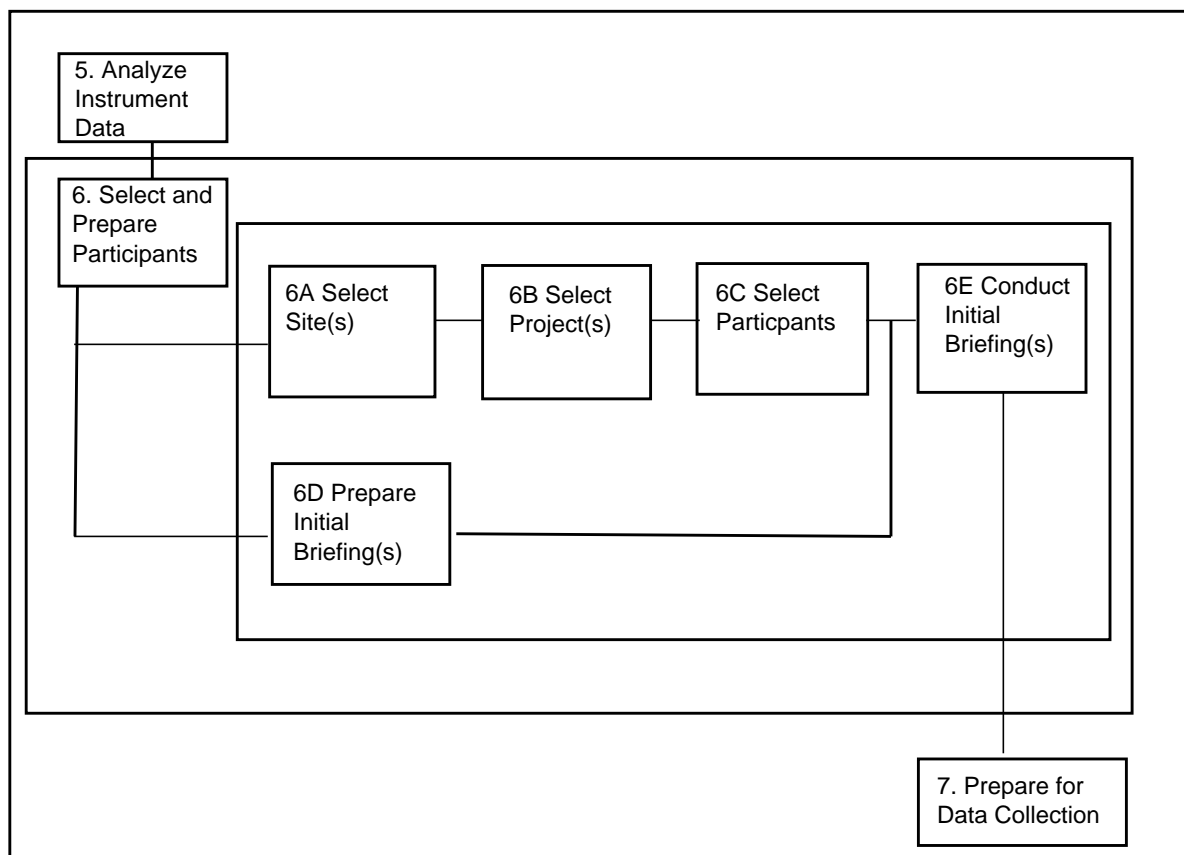 5. Analyze
Instrument
Data
6. Select and
Prepare
Participants
6A Select
Site(s)
6B Select
Project(s)
6C Select
Particpants
6E Conduct
Initial
Briefing(s)
6D Prepare
Initial
Briefing(s)
7. Prepare for
Data Collection